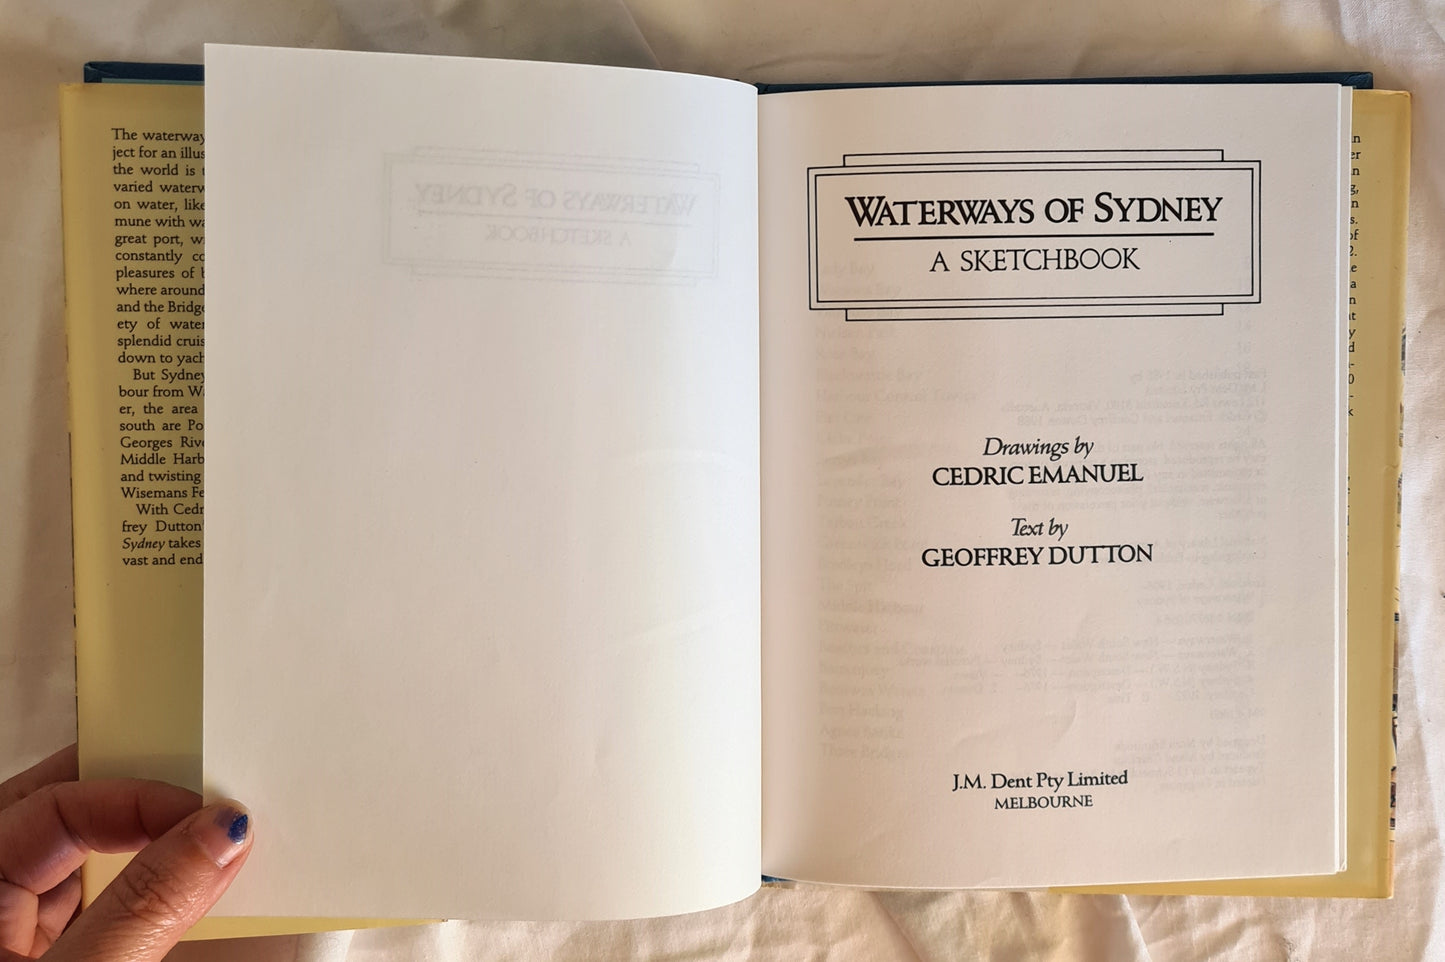 The waterway
ject for an illus
the world is
varied waterw
on water, like
mune with wa
great port, w
constantly co
pleasures of b
where around
and the Bridge
ety of water
splendid cruis
down to yach
But Sydney
bour from W
er, the area
south are Po
Georges Rive
Middle Harb
and twisting
Wisemans Fe
With Cedr
frey Dutton'
Sydney takes
vast and end
WATERWAYS OF SYDNEY
A SKETCHBOOK
Drawings by
CEDRIC EMANUEL
Text by
GEOFFREY DUTTON
J.M. Dent Pty Limited
MELBOURNE